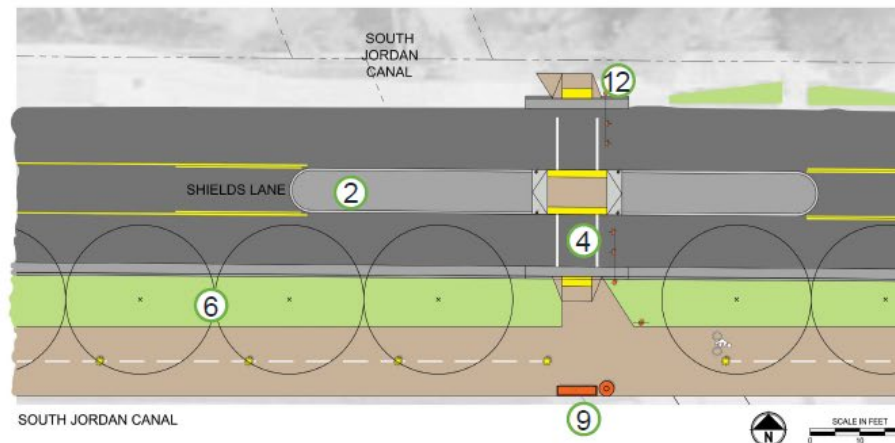 SOUTH
JORDAN
CANAL
12
SHIELDS LANE
2
4
6
9
SOUTH JORDAN CANAL
N
SCALE IN FEET
0 10